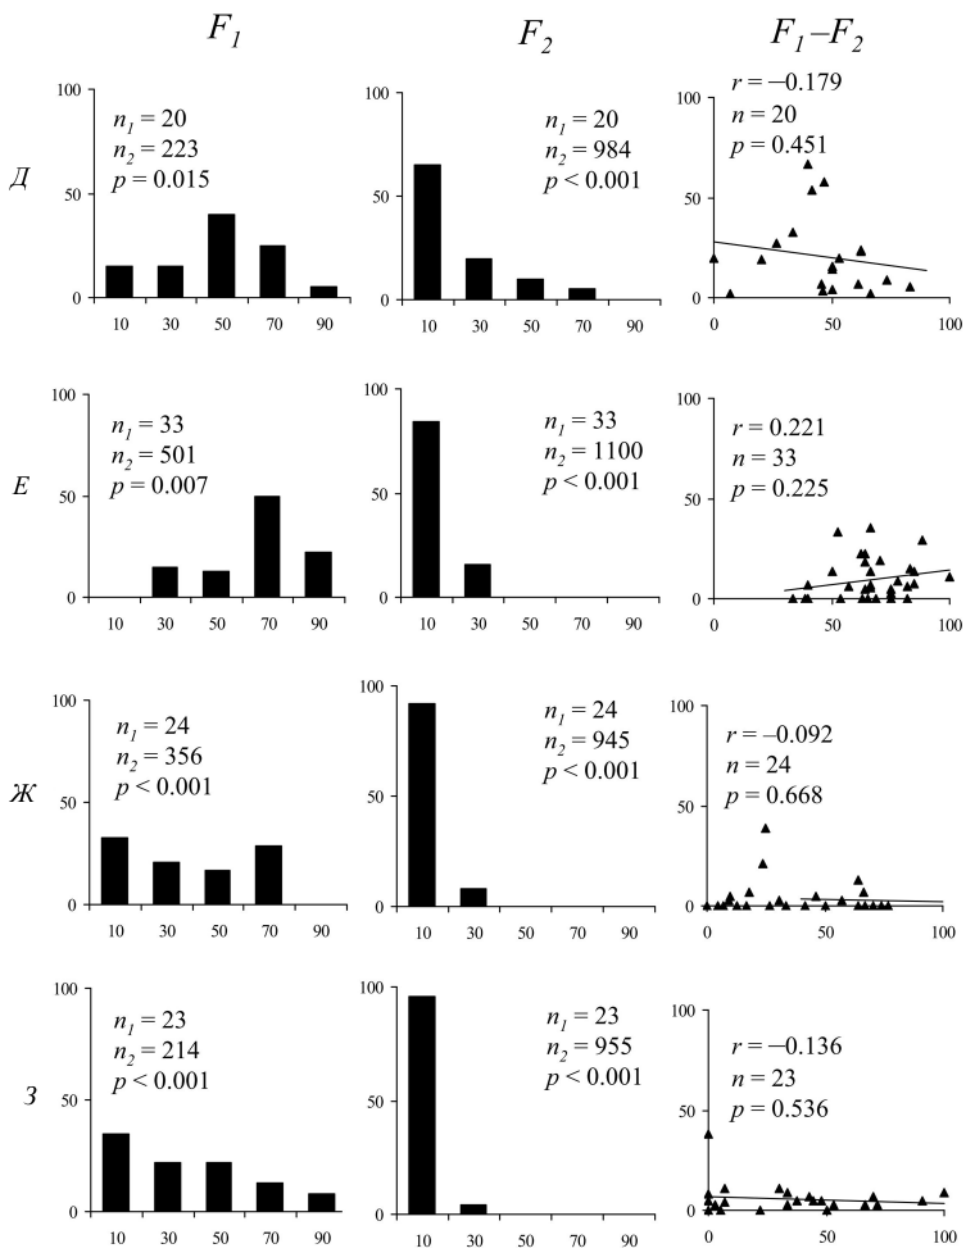 F1
F2
F1–F2
Д
100
50
0
n1 = 20
n2 = 223
p = 0.015
10 30 50 70 90
100
50
0
n1 = 20
n2 = 984
p < 0.001
10 30 50 70 90
r = –0.179
n = 20
p = 0.451
100
50
0
0 50 100
Е
100
50
0
n1 = 33
n2 = 501
p = 0.007
10 30 50 70 90
100
50
0
n1 = 33
n2 = 1100
p < 0.001
10 30 50 70 90
100
50
0
r = 0.221
n = 33
p = 0.225
0 50 100
Ж
100
50
0
n1 = 24
n2 = 356
p < 0.001
10 30 50 70 90
100
50
0
n1 = 24
n2 = 945
p < 0.001
10 30 50 70 90
100
50
0
r = –0.092
n = 24
p = 0.668
0 50 100
З
100
50
0
n1 = 23
n2 = 214
p < 0.001
10 30 50 70 90
100
50
0
n1 = 23
n2 = 955
p < 0.001
10 30 50 70 90
100
50
0
r = –0.136
n = 23
p = 0.536
0 50 100